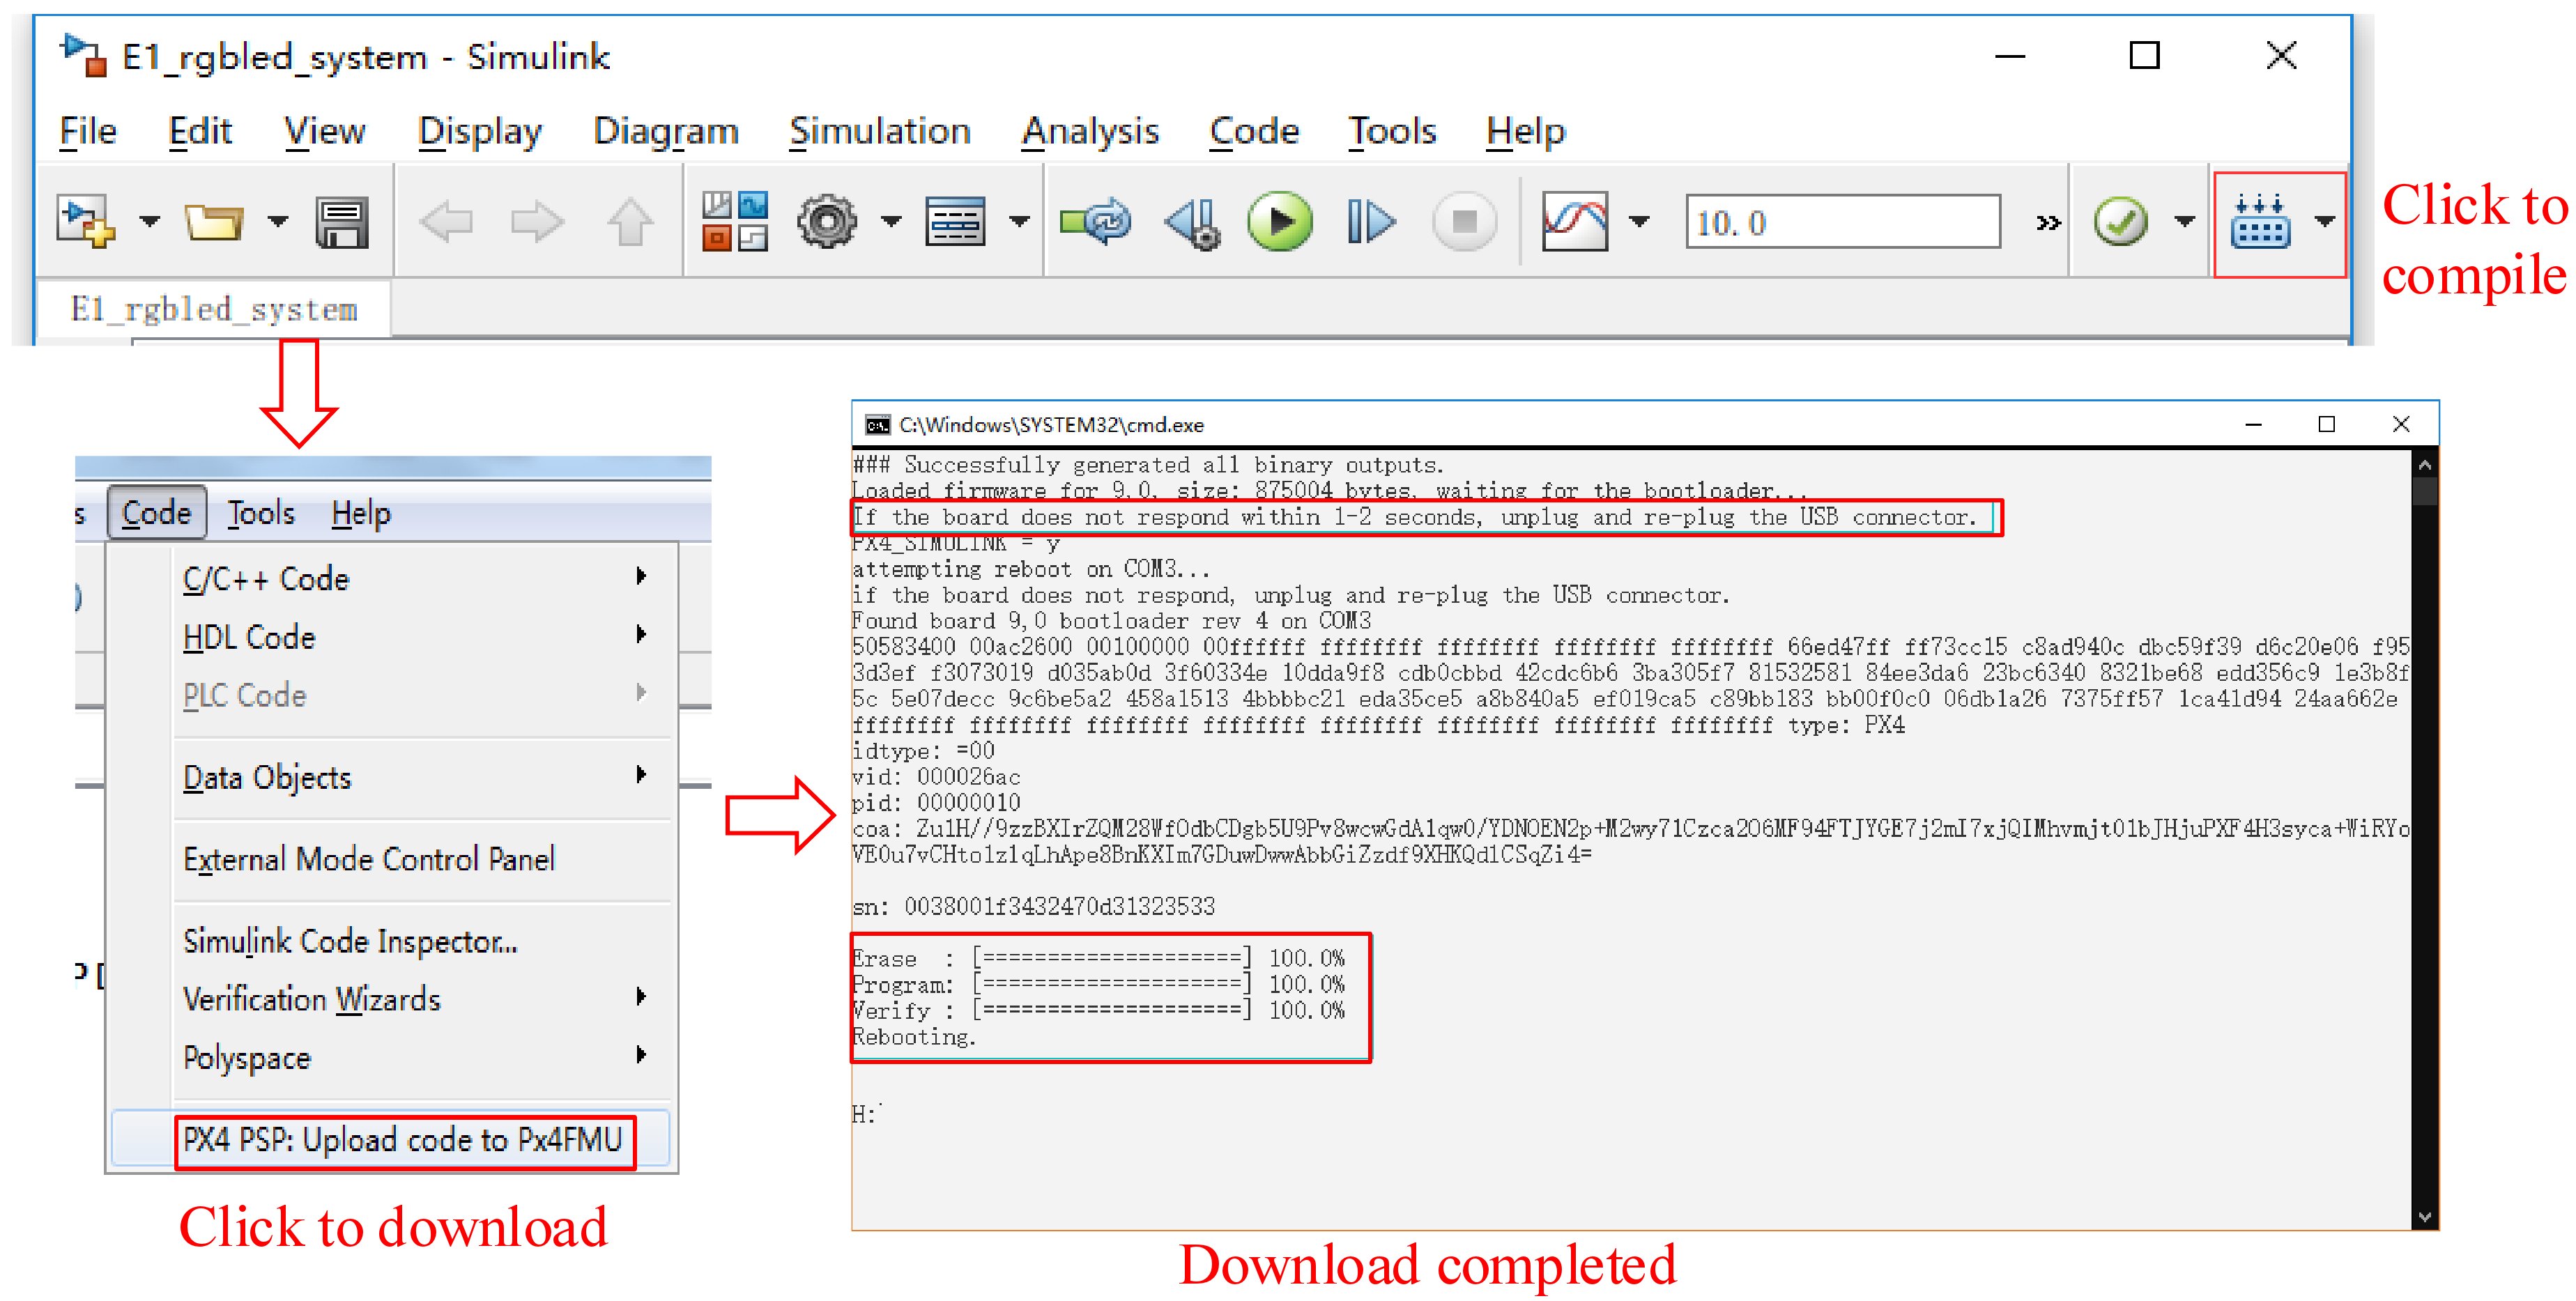 E1_rgbled_system - Simulink
File Edit View Display Diagram Simulation Analysis Code Tools Help
10.0
Click to
compile
E1_rgbled_system
Code Tools Help
C/C++ Code
HDL Code
PLC Code
Data Objects
External Mode Control Panel
Simulink Code Inspector...
Verification Wizards
Polyspace
PX4 PSP: Upload code to Px4FMU
Click to download
C:\Windows\SYSTEM32\cmd.exe
### Successfully generated all binary outputs.
Loaded firmware for 9,0, size: 875004 bytes, waiting for the bootloader...
If the board does not respond within 1-2 seconds, unplug and re-plug the USB connector.
PX4_SIMULINK = y
attempting reboot on COM3...
if the board does not respond, unplug and re-plug the USB connector.
Found board 9,0 bootloader rev 4 on COM3
50583400 00ac2600 00100000 00ffffff ffffffff ffffffff ffffffff ffffffff 66ed47ff ff73cc15 c8ad940c dbc59f39 d6c20e06 f95
3d3ef f3073019 d035ab0d 3f60334e 10dda9f8 cdb0cbbd 42cdc6b6 3ba305f7 81532581 84ee3da6 23bc6340 8321be68 edd356c9 1e3b8f
5c 5e07decc 9c6be5a2 458a1513 4bbbbc21 eda35ce5 a8b840a5 ef019ca5 c89bb183 bb00f0c0 06db1a26 7375ff57 1ca41d94 24aa662e
ffffffff ffffffff ffffffff ffffffff ffffffff ffffffff ffffffff ffffffff type: PX4
idtype: =00
vid: 000026ac
pid: 00000010
coa: Zu1H//9zzBXIrZQM28WfOdbCDgb5U9Pv8wcwGdA1qw0/YDNOEN2p+M2wy71Czca2O6MF94FTJYGE7j2mI7xjQIMhvmjt01bJHjuPXF4H3syca+WiRYo
VEOu7vCHto1z1qLhApe8BnKXIm7GDuwDwwAbbGiZzdf9XHKQd1CSqZi4=
sn: 0038001f3432470d31323533
Erase : [====================] 100.0%
Program: [====================] 100.0%
Verify : [====================] 100.0%
Rebooting.
H:
Download completed